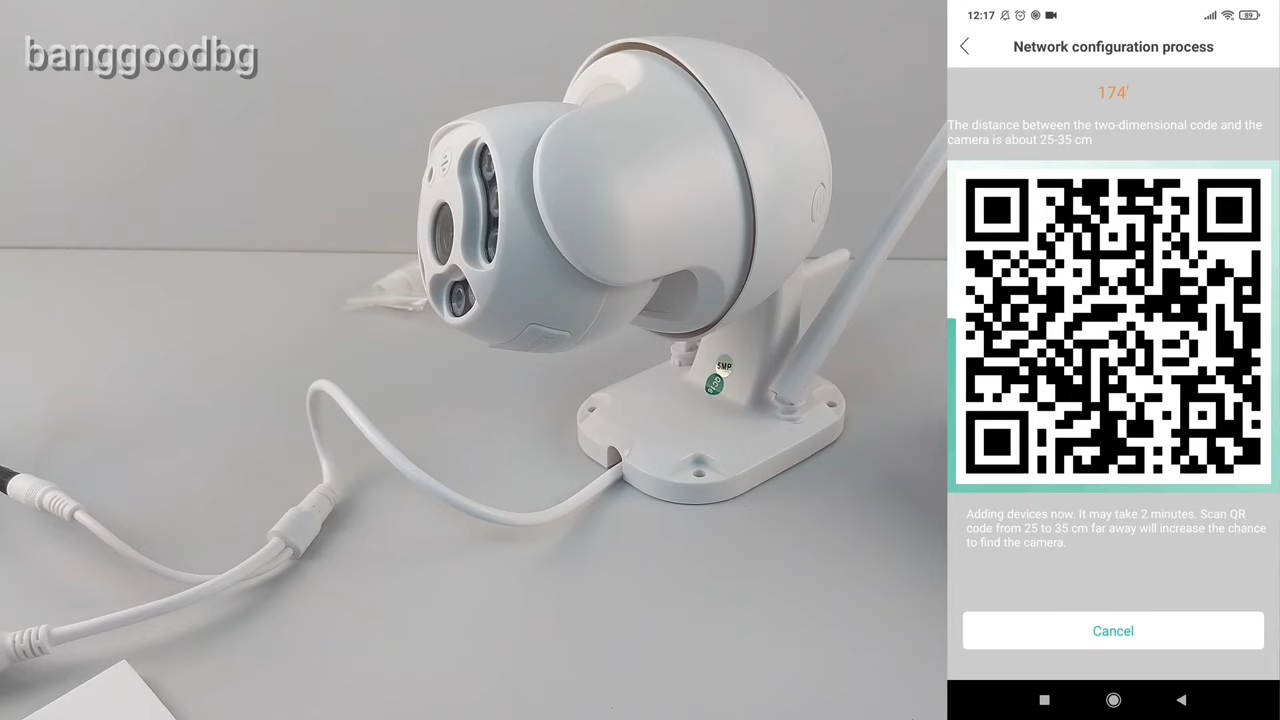 banggoodbg
5MP
12:17
89
Network configuration process
174'
The distance between the two-dimensional code and the
camera is about 25-35 cm
Adding devices now. It may take 2 minutes. Scan QR
code from 25 to 35 cm far away will increase the chance
to find the camera.
Cancel